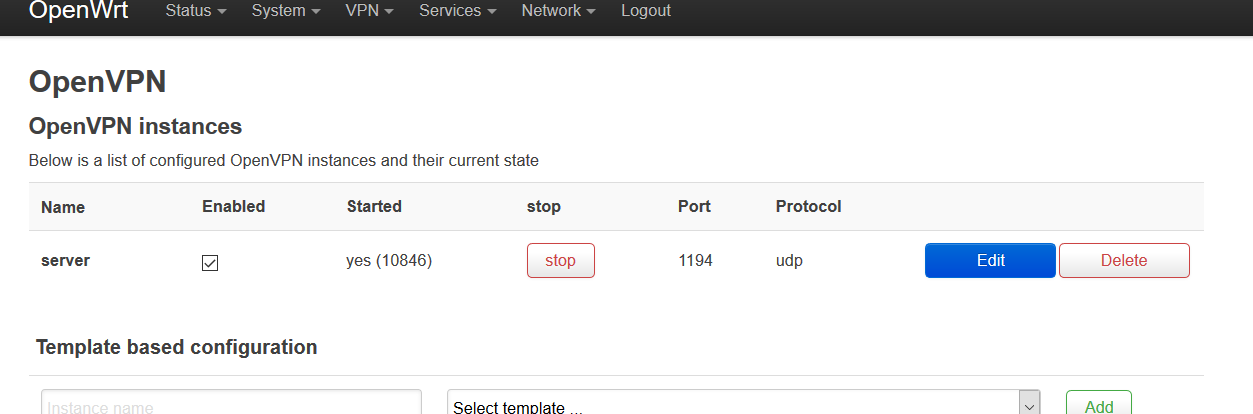 OpenWrt Status System VPN Services Network Logout
OpenVPN
OpenVPN instances
Below is a list of configured OpenVPN instances and their current state
Name Enabled Started stop Port Protocol
server yes (10846) stop 1194 udp Edit Delete
Template based configuration
Instance name Select template ... Add